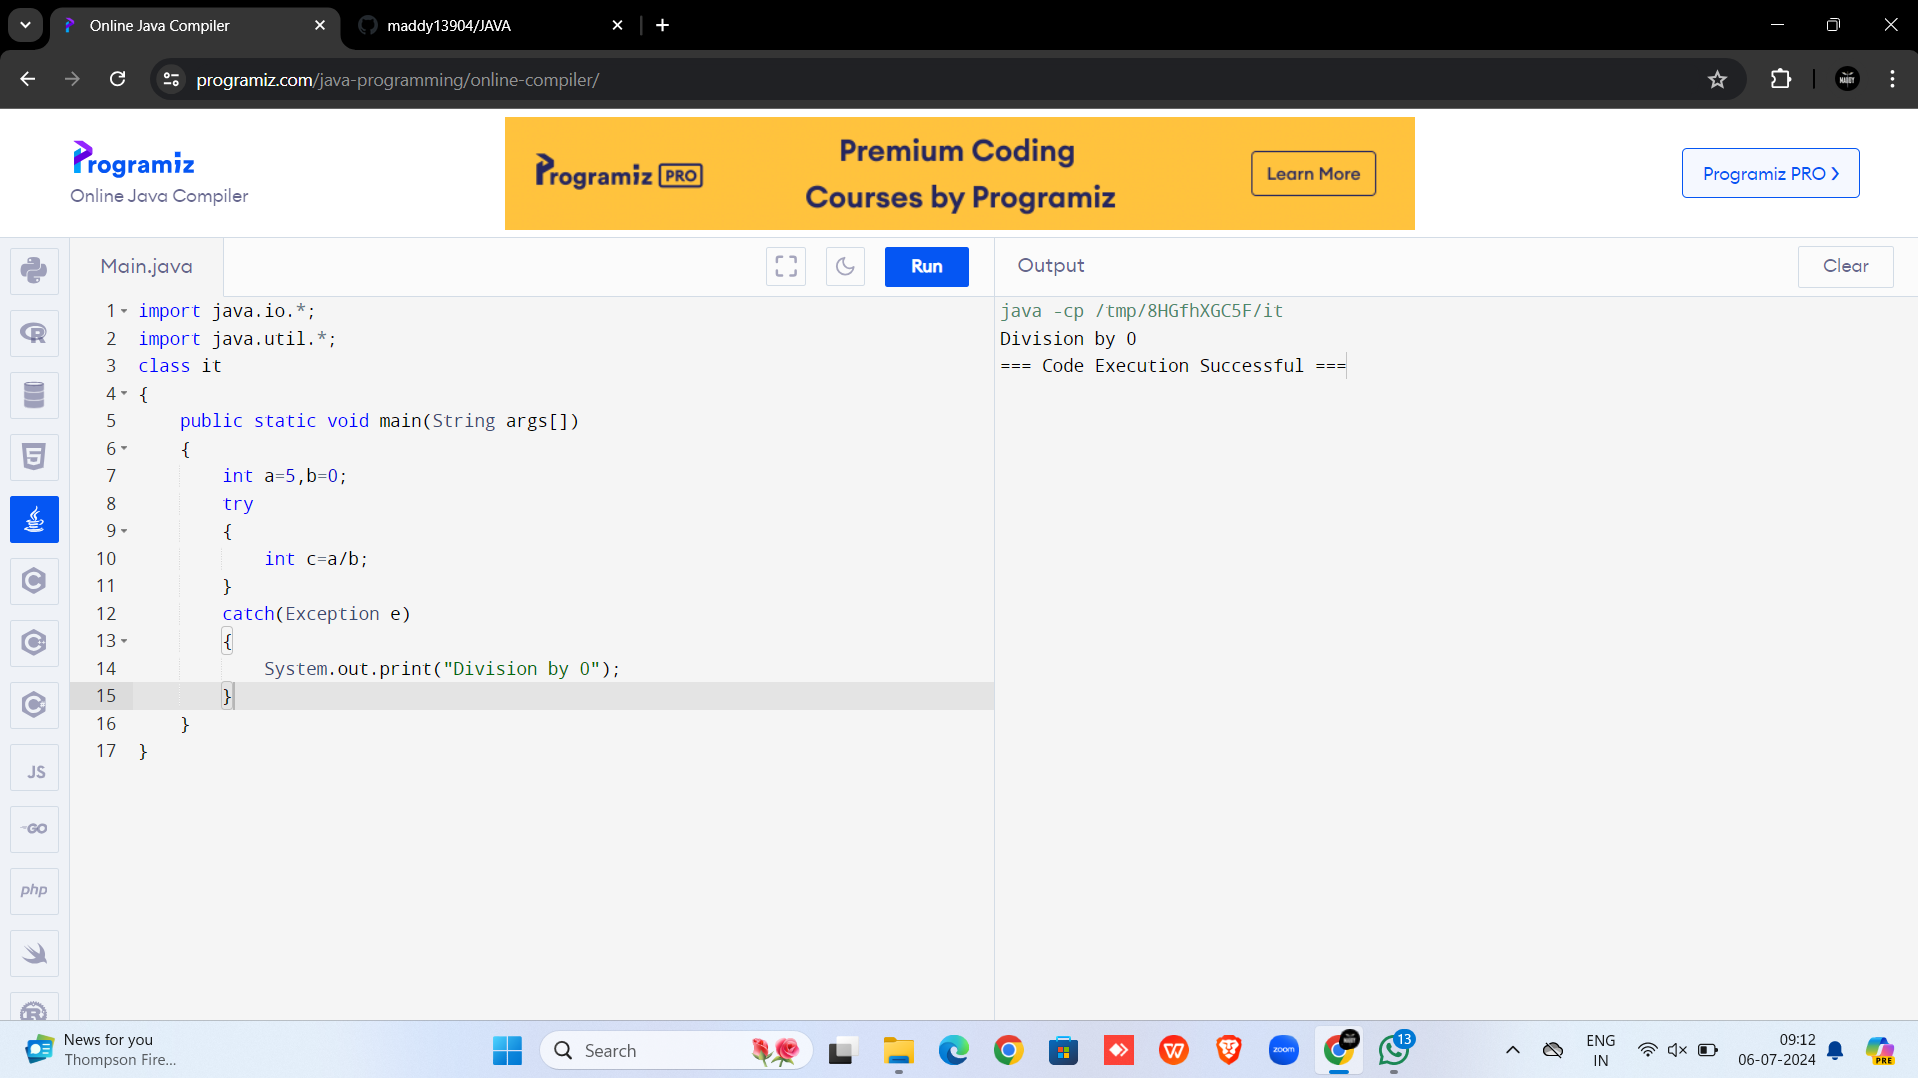 Online Java Compiler
maddy13904/JAVA
programiz.com/java-programming/online-compiler/
Programiz
Online Java Compiler
Programiz PRO
Premium Coding
Courses by Programiz
Learn More
Programiz PRO
Main.java
Run
Output
Clear
1 import java.io.*;
2 import java.util.*;
3 class it
4 {
5 public static void main(String args[])
6 {
7 int a=5,b=0;
8 try
9 {
10 int c=a/b;
11 }
12 catch(Exception e)
13 {
14 System.out.print("Division by 0");
15 }
16 }
17 }
java -cp /tmp/8HGfhXGC5F/it
Division by 0
=== Code Execution Successful ===
R
JS
GO
php
News for you
Thompson Fire...
Search
zoom
13
ENG
IN
09:12
06-07-2024
PRE